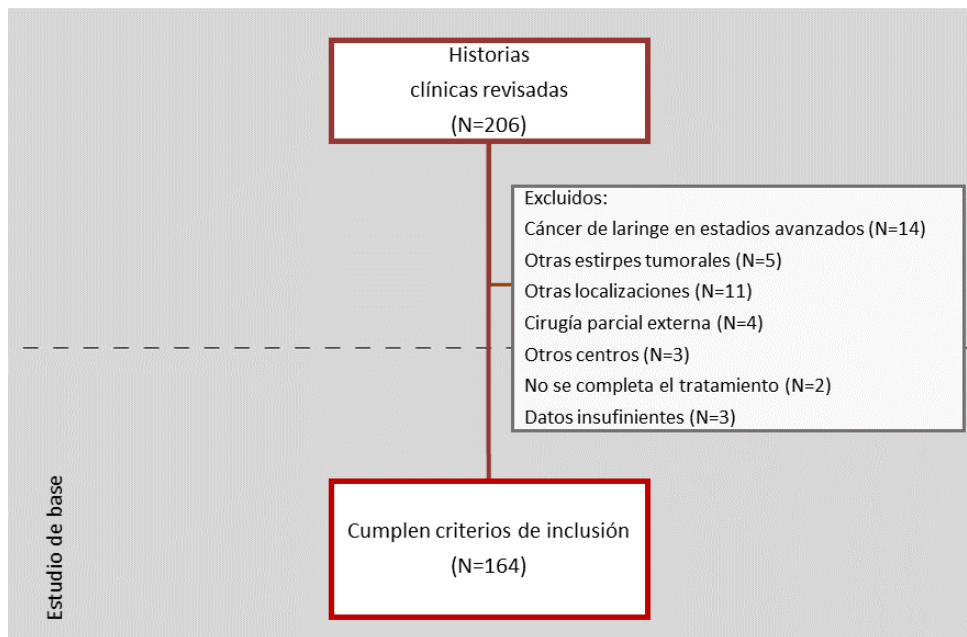 Historias
clínicas revisadas
(N=206)
Excluidos:
Cáncer de laringe en estadios avanzados (N=14)
Otras estirpes tumorales (N=5)
Otras localizaciones (N=11)
Cirugía parcial externa (N=4)
Otros centros (N=3)
No se completa el tratamiento (N=2)
Datos insufinientes (N=3)
Estudio de base
Cumplen criterios de inclusión
(N=164)